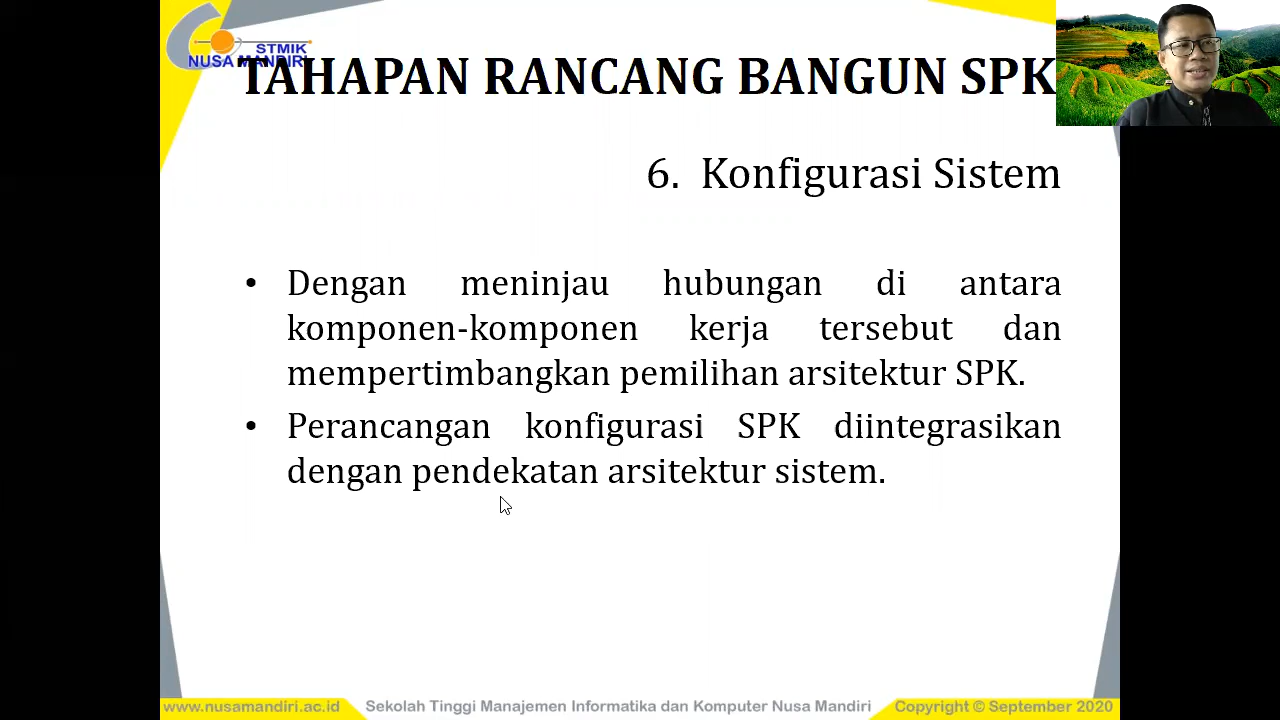 STMIK
NUSA MANDIRI
TAHAPAN RANCANG BANGUN SPK
6. Konfigurasi Sistem
• Dengan meninjau hubungan di antara
komponen-komponen kerja tersebut dan
mempertimbangkan pemilihan arsitektur SPK.
• Perancangan konfigurasi SPK diintegrasikan
dengan pendekatan arsitektur sistem.
www.nusamandiri.ac.id Sekolah Tinggi Manajemen Informatika dan Komputer Nusa Mandiri Copyright © September 2020